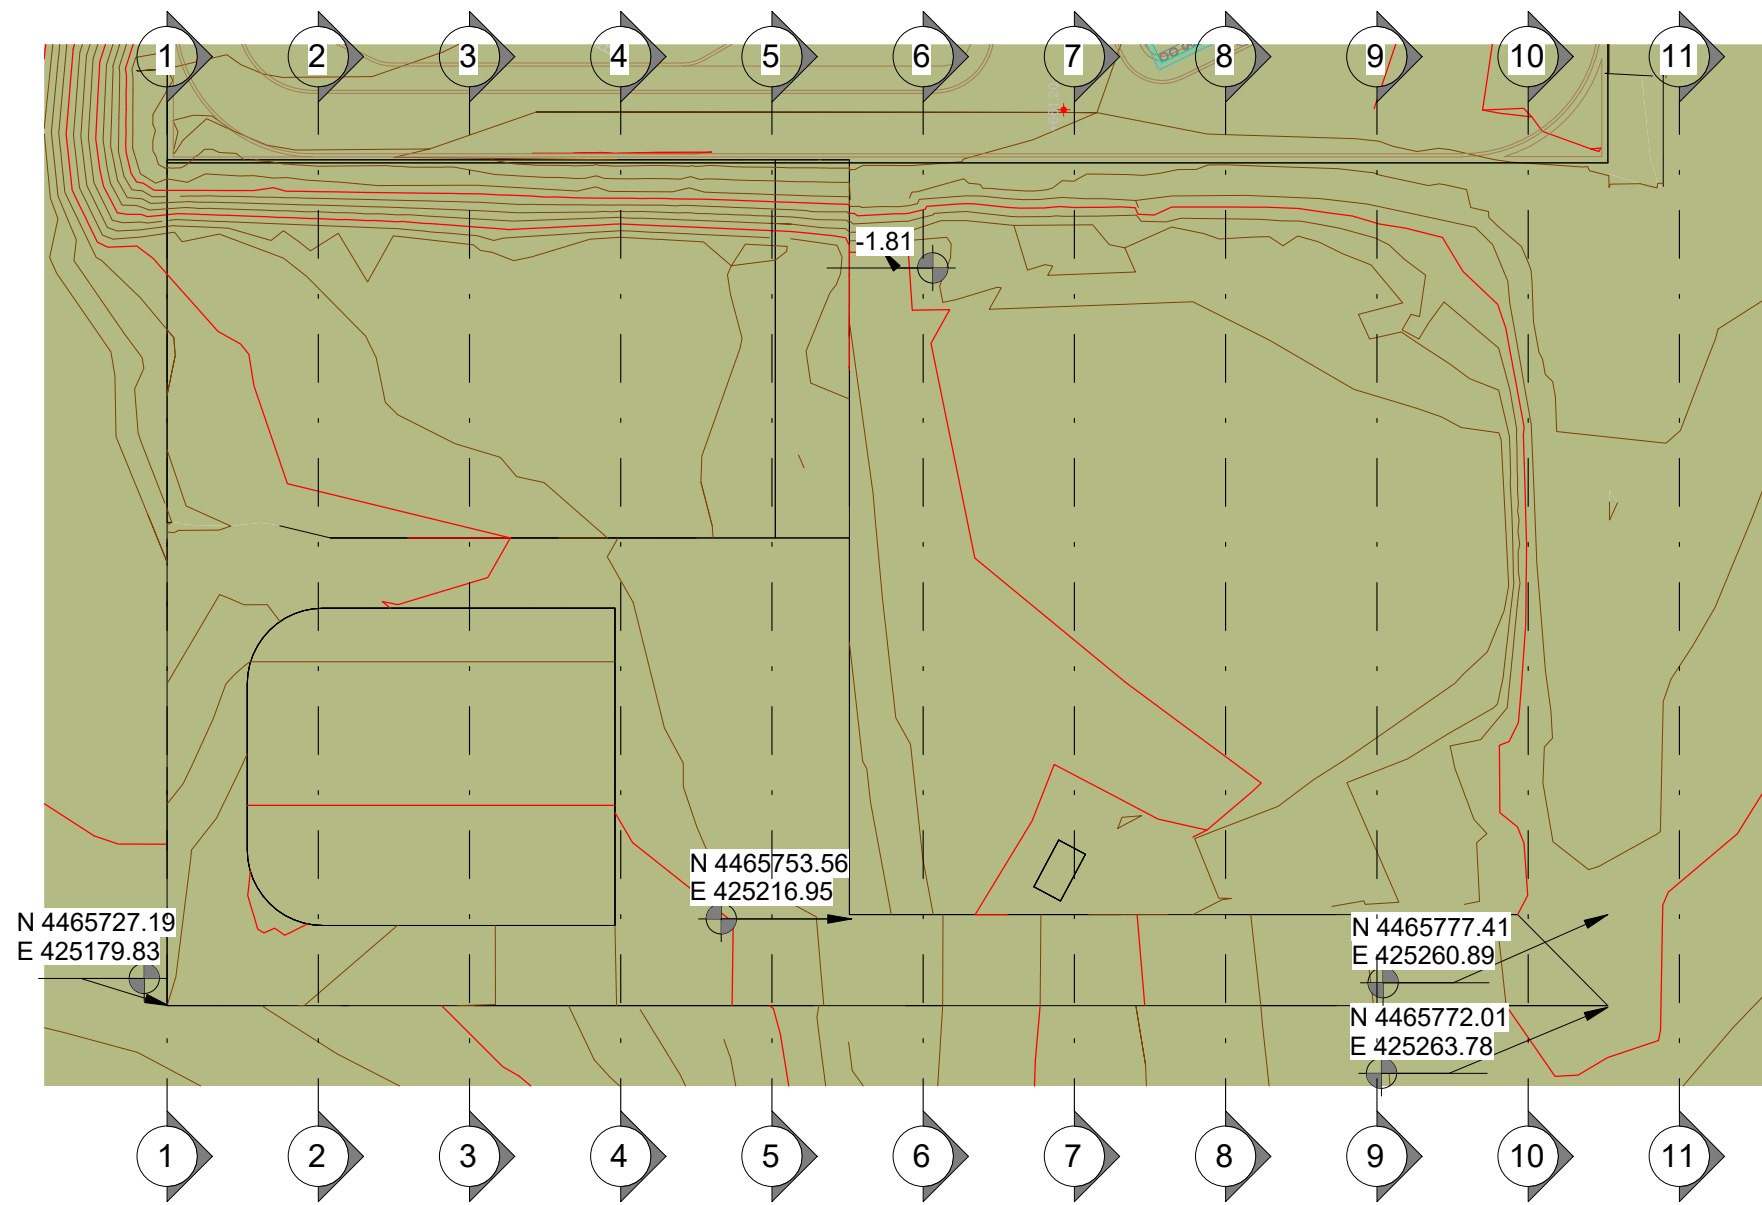 1 2 3 4 5 6 7 8 9 10 11
-1.81
N 4465753.56
E 425216.95
N 4465727.19
E 425179.83
N 4465777.41
E 425260.89
N 4465772.01
E 425263.78
1 2 3 4 5 6 7 8 9 10 11